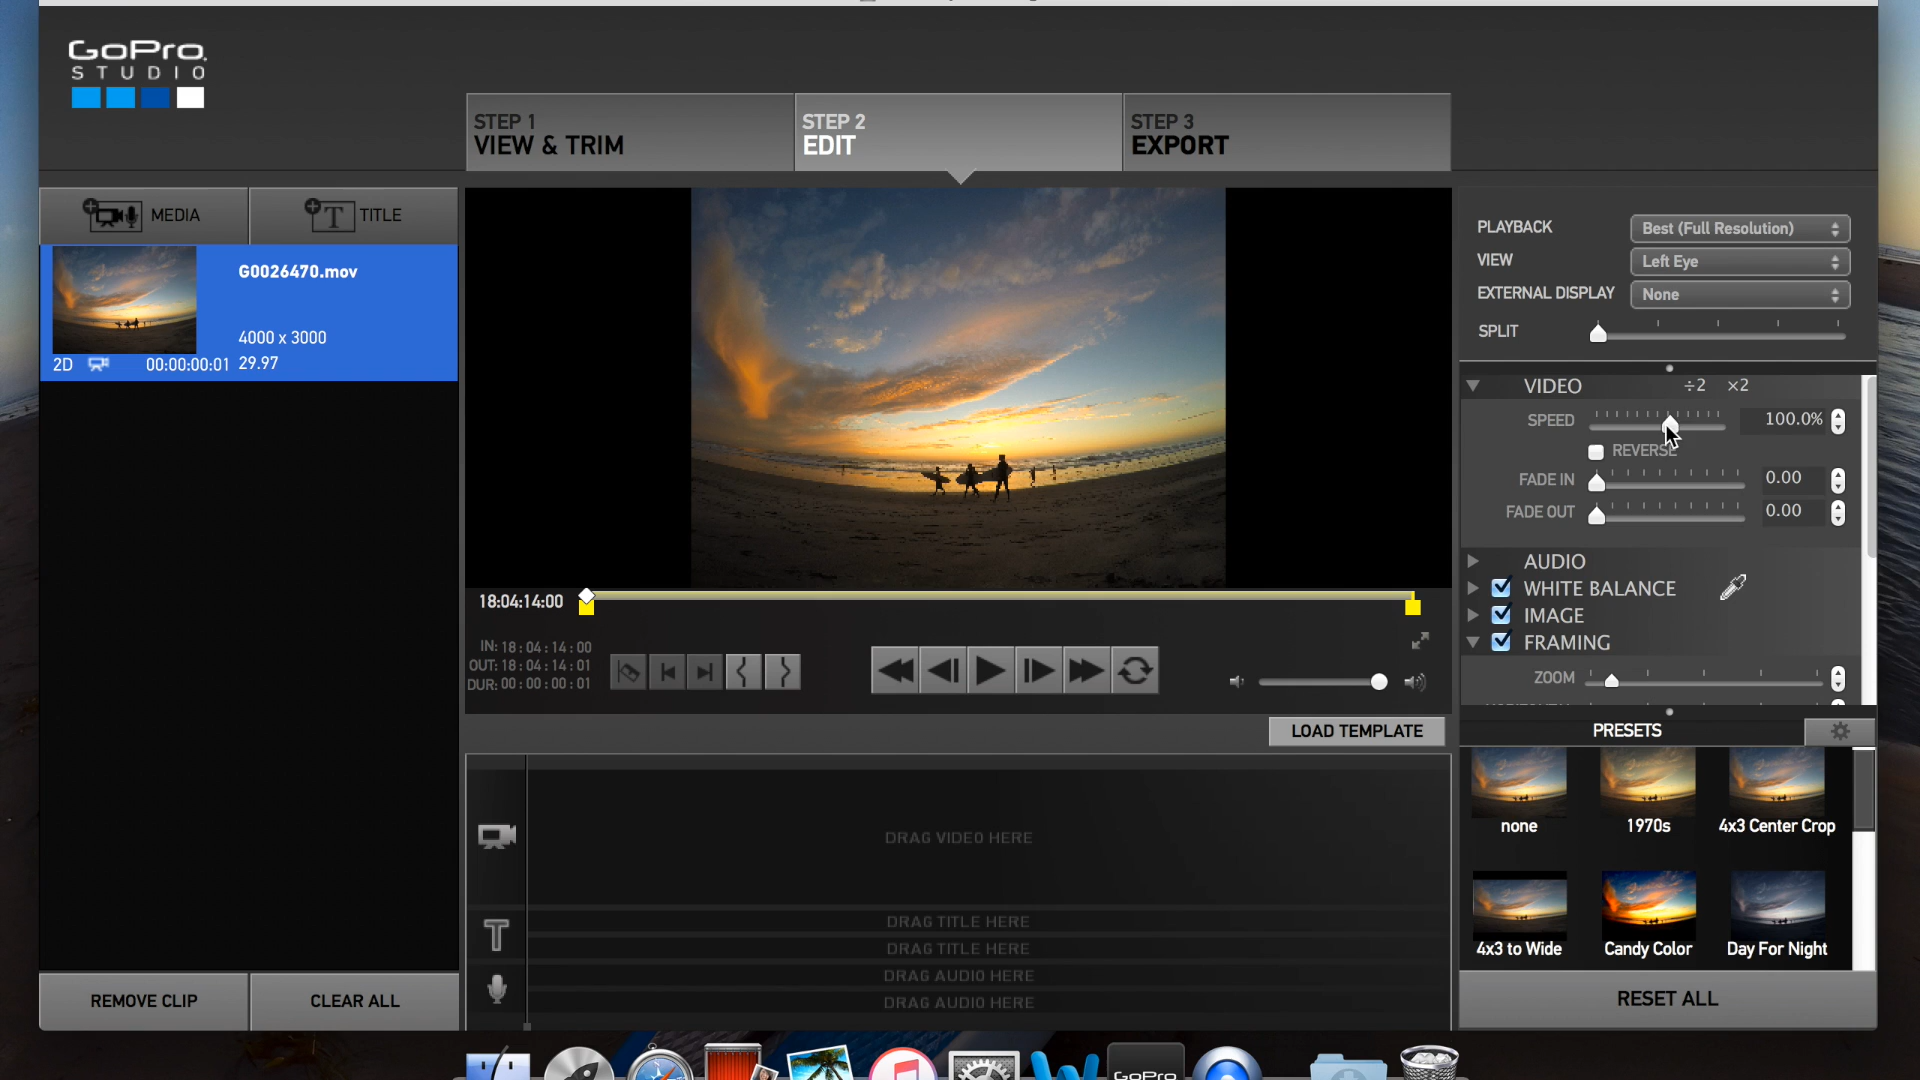 GoPro
STUDIO
STEP 1
VIEW & TRIM
STEP 2
EDIT
STEP 3
EXPORT
MEDIA
T TITLE
G0026470.mov
4000 x 3000
2D 00:00:00:01 29.97
PLAYBACK Best (Full Resolution)
VIEW Left Eye
EXTERNAL DISPLAY None
SPLIT
VIDEO ÷2 ×2
SPEED 100.0%
REVERSE
FADE IN 0.00
FADE OUT 0.00
AUDIO
WHITE BALANCE
IMAGE
FRAMING
ZOOM
18:04:14:00
IN: 18:04:14:00
OUT: 18:04:14:01
DUR: 00:00:00:01
LOAD TEMPLATE
PRESETS
none
1970s
4x3 Center Crop
4x3 to Wide
Candy Color
Day For Night
DRAG VIDEO HERE
T
DRAG TITLE HERE
DRAG TITLE HERE
DRAG AUDIO HERE
DRAG AUDIO HERE
REMOVE CLIP
CLEAR ALL
RESET ALL
GoPro